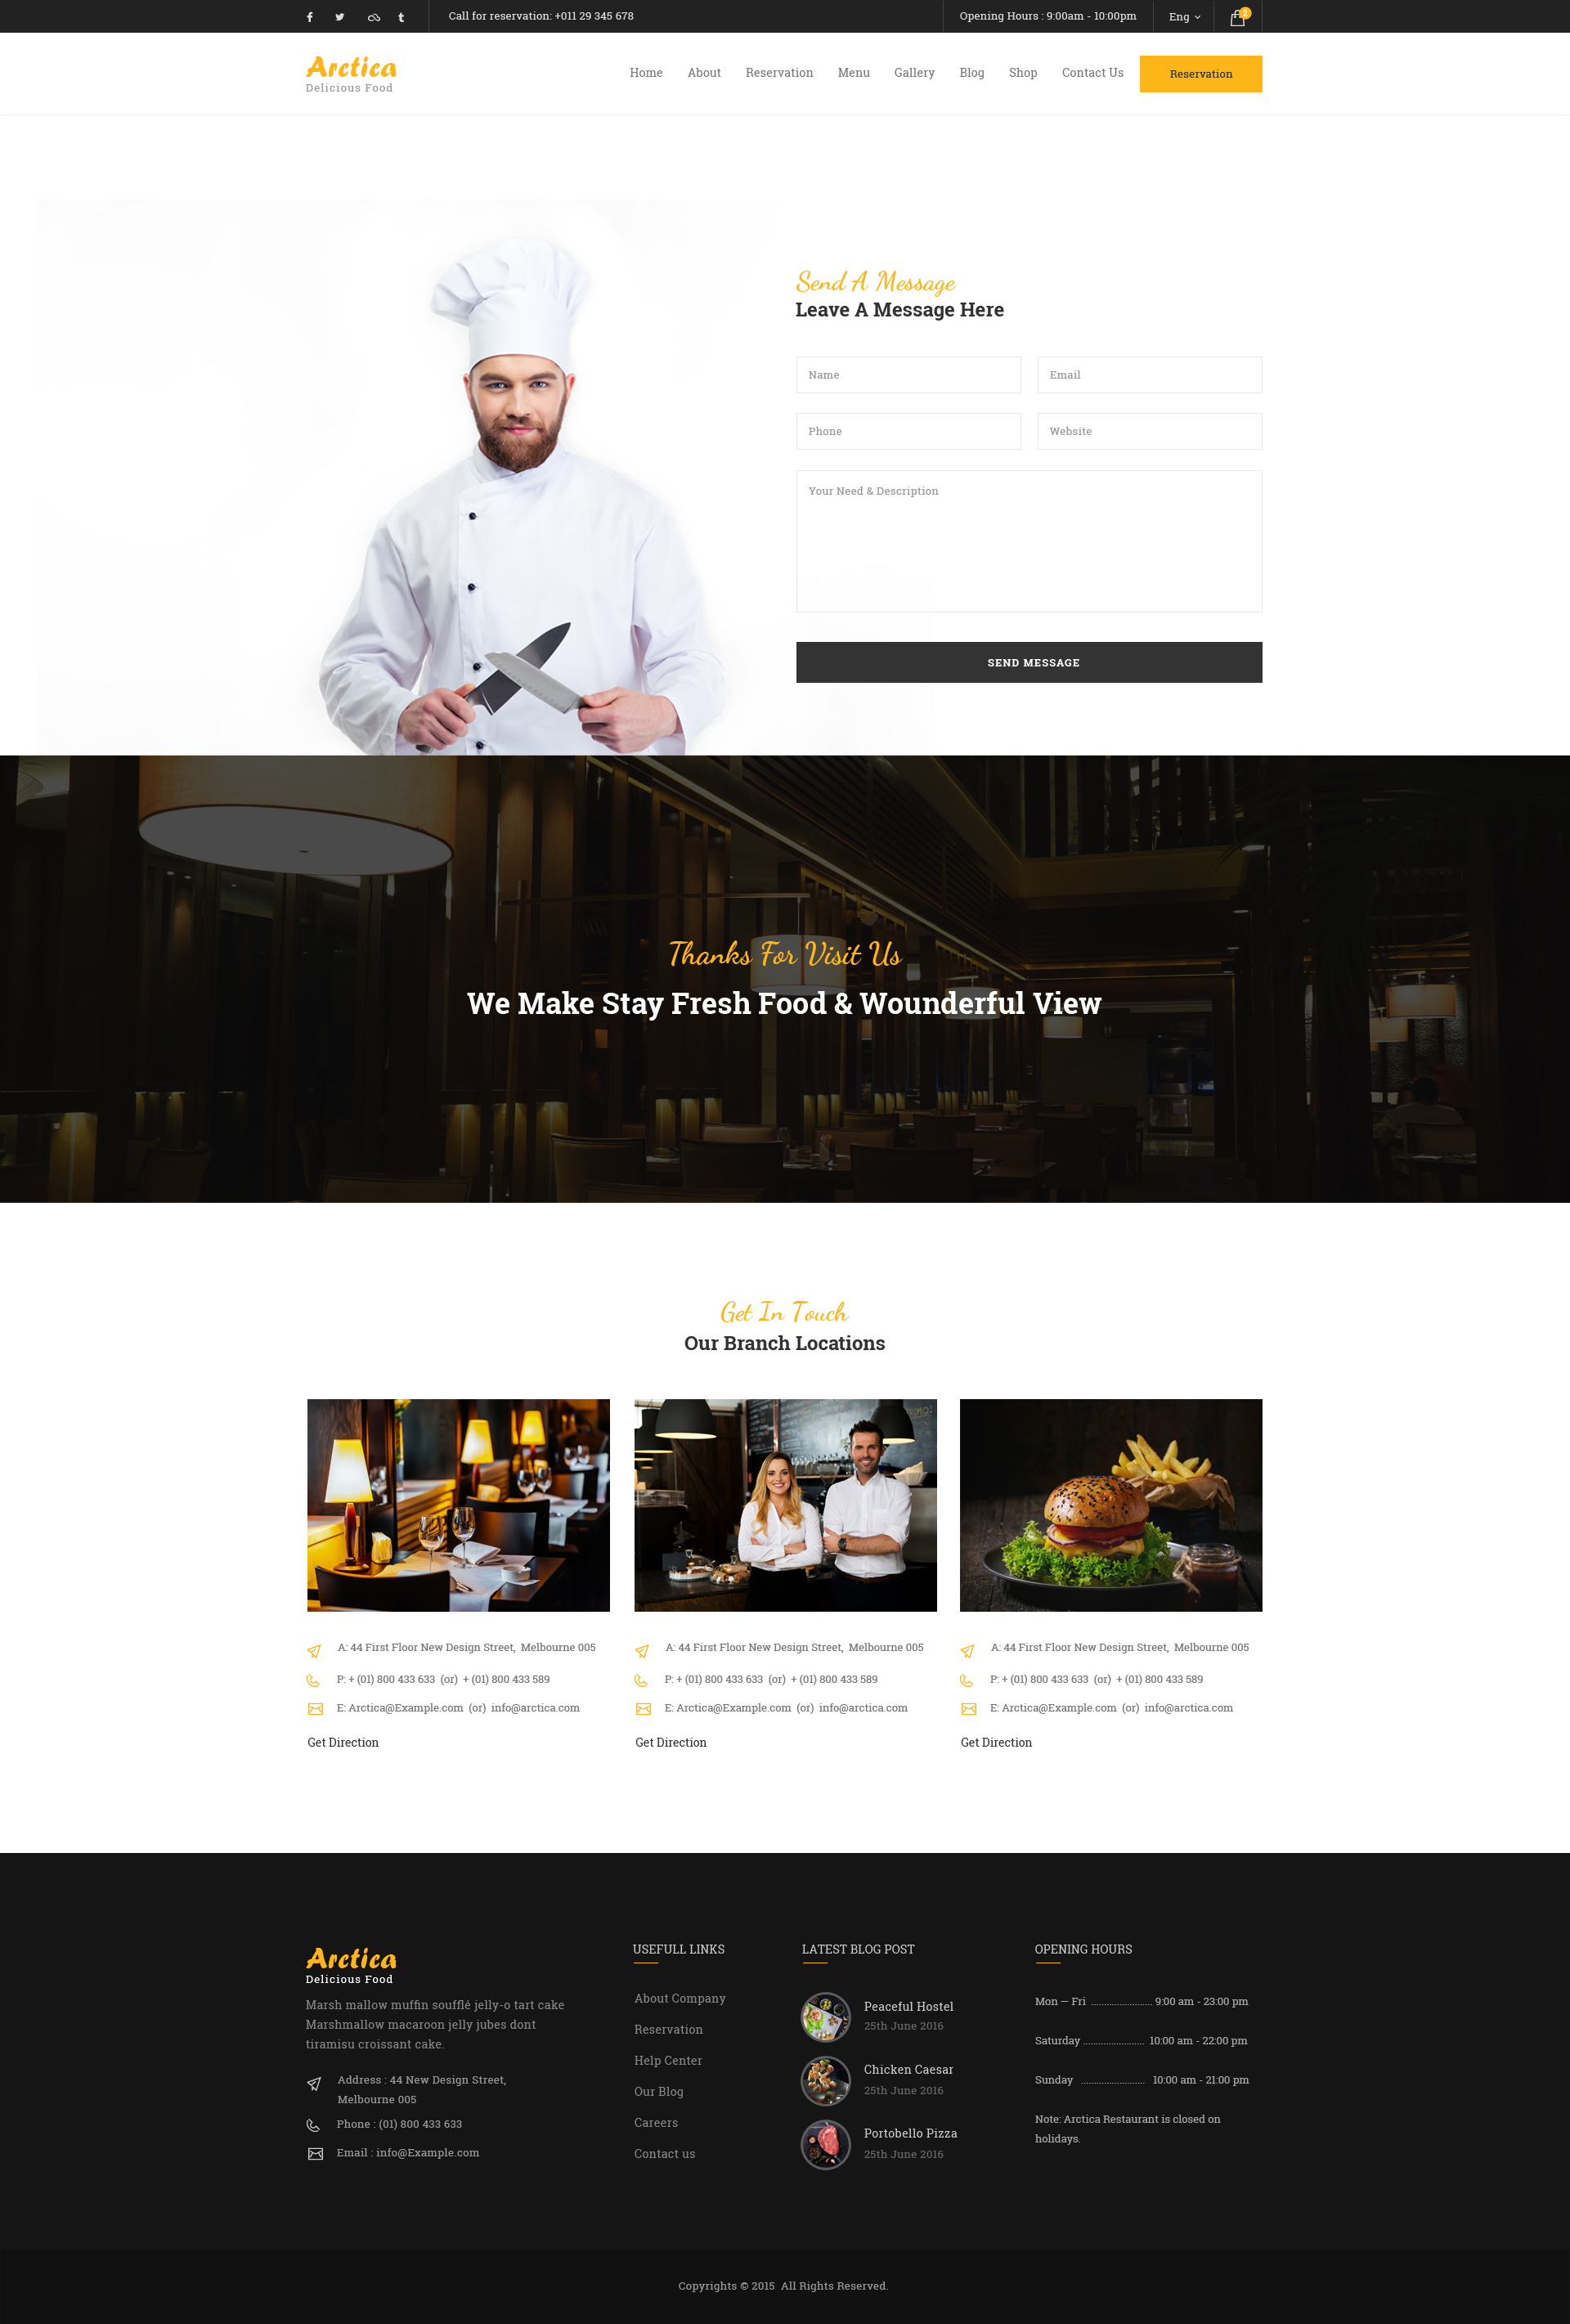 Call for reservation: +011 29 345 678
Opening Hours : 9:00am - 10:00pm
Eng
2
Arctica
Delicious Food
Home About Reservation Menu Gallery Blog Shop Contact Us
Reservation
Send A Message
Leave A Message Here
Name
Email
Phone
Website
Your Need & Description
SEND MESSAGE
Thanks For Visit Us
We Make Stay Fresh Food & Wounderful View
Get In Touch
Our Branch Locations
A: 44 First Floor New Design Street,  Melbourne 005
P: + (01) 800 433 633  (or)  + (01) 800 433 589
E: Arctica@Example.com  (or)  info@arctica.com
Get Direction
A: 44 First Floor New Design Street,  Melbourne 005
P: + (01) 800 433 633  (or)  + (01) 800 433 589
E: Arctica@Example.com  (or)  info@arctica.com
Get Direction
A: 44 First Floor New Design Street,  Melbourne 005
P: + (01) 800 433 633  (or)  + (01) 800 433 589
E: Arctica@Example.com  (or)  info@arctica.com
Get Direction
Arctica
Delicious Food
Marsh mallow muffin soufflé jelly-o tart cake
Marshmallow macaroon jelly jubes dont
tiramisu croissant cake.
Address : 44 New Design Street,
Melbourne 005
Phone : (01) 800 433 633
Email : info@Example.com
USEFULL LINKS
About Company
Reservation
Help Center
Our Blog
Careers
Contact us
LATEST BLOG POST
Peaceful Hostel
25th June 2016
Chicken Caesar
25th June 2016
Portobello Pizza
25th June 2016
OPENING HOURS
Mon — Fri ........................ 9:00 am - 23:00 pm
Saturday ........................ 10:00 am - 22:00 pm
Sunday ......................... 10:00 am - 21:00 pm
Note: Arctica Restaurant is closed on
holidays.
Copyrights © 2015  All Rights Reserved.